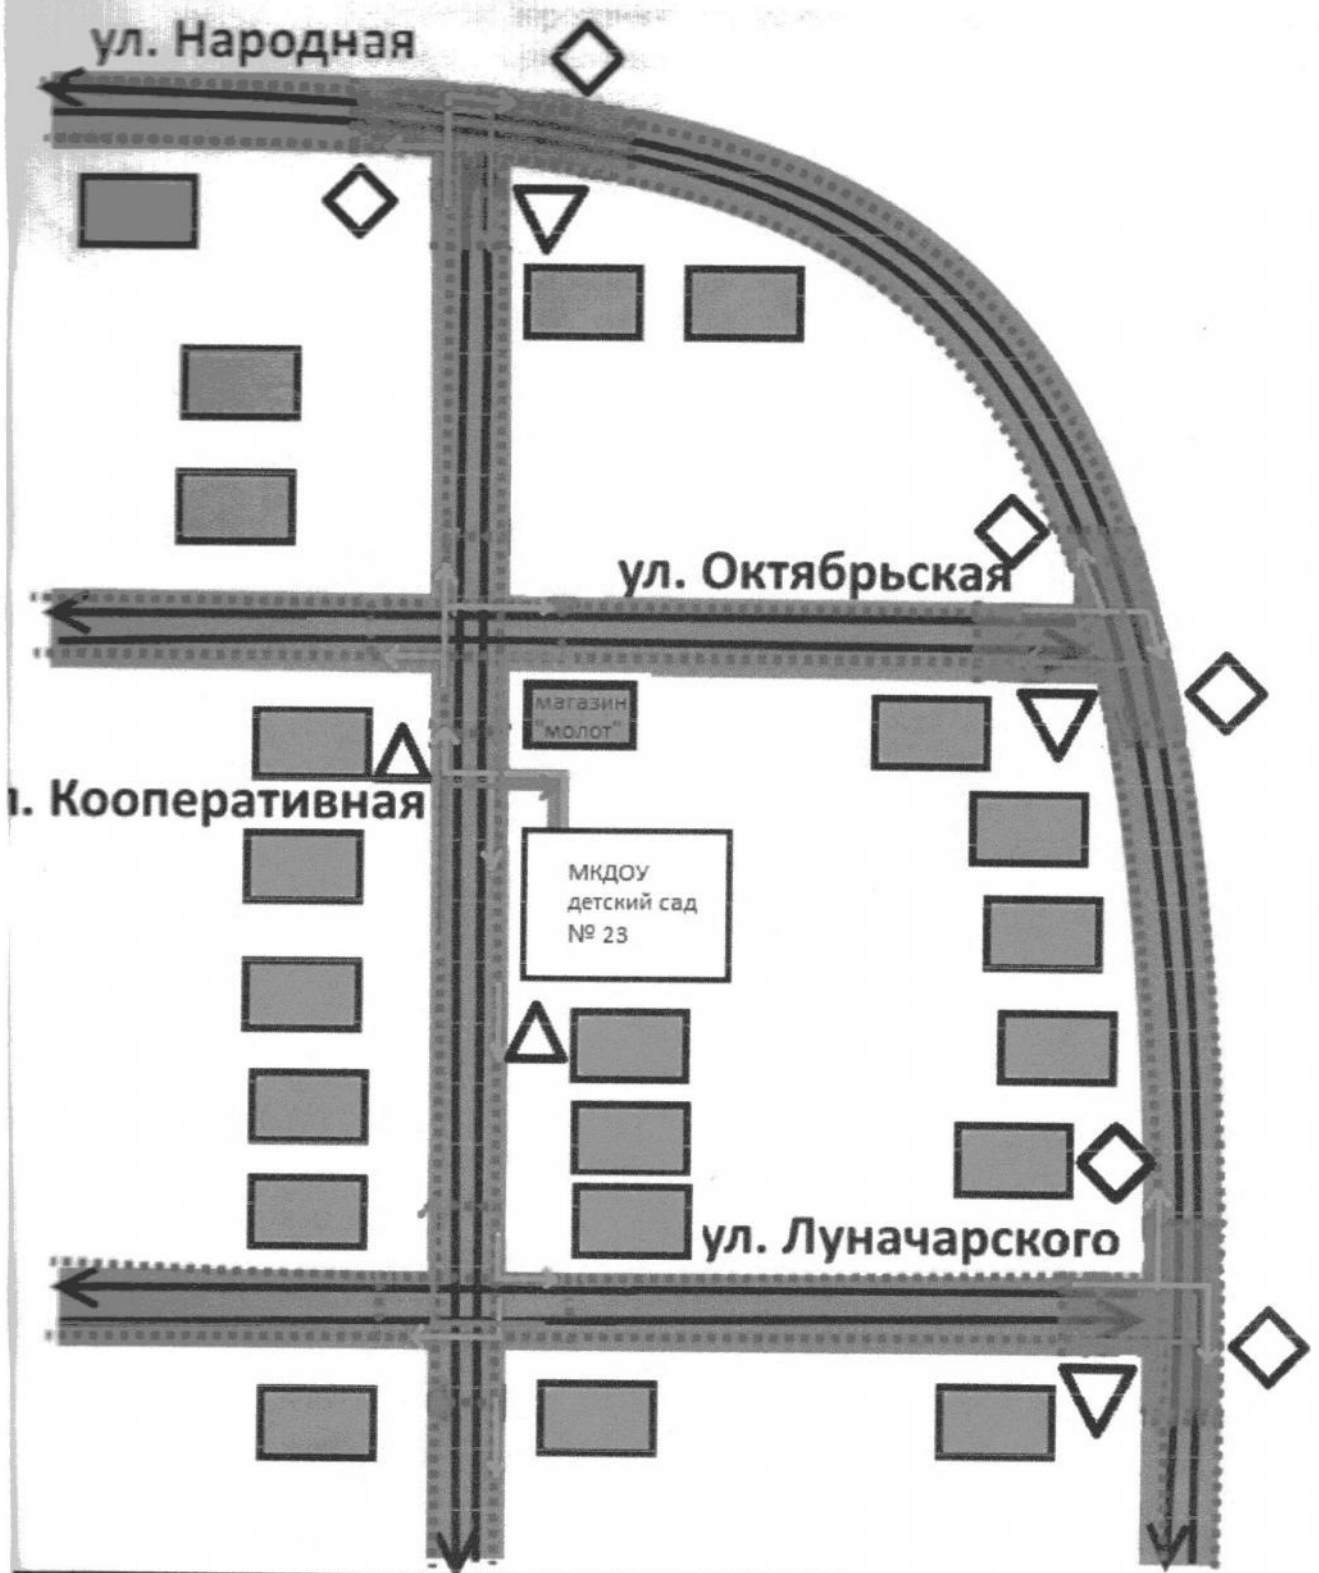 ул. Народная
ул. Октябрьская
магазин
"молот"
л. Кооперативная
МКДОУ
детский сад
№ 23
ул. Луначарского